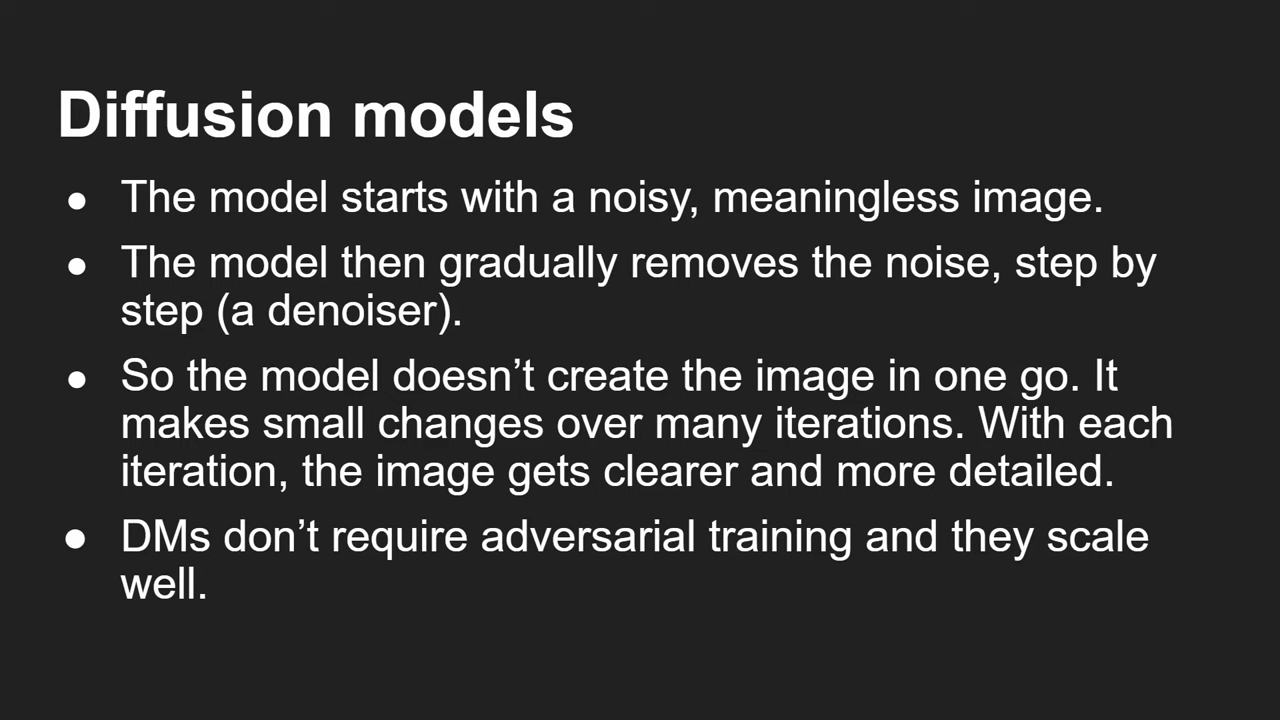 Diffusion models
● The model starts with a noisy, meaningless image.
● The model then gradually removes the noise, step by
step (a denoiser).
● So the model doesn’t create the image in one go. It
makes small changes over many iterations. With each
iteration, the image gets clearer and more detailed.
● DMs don’t require adversarial training and they scale
well.